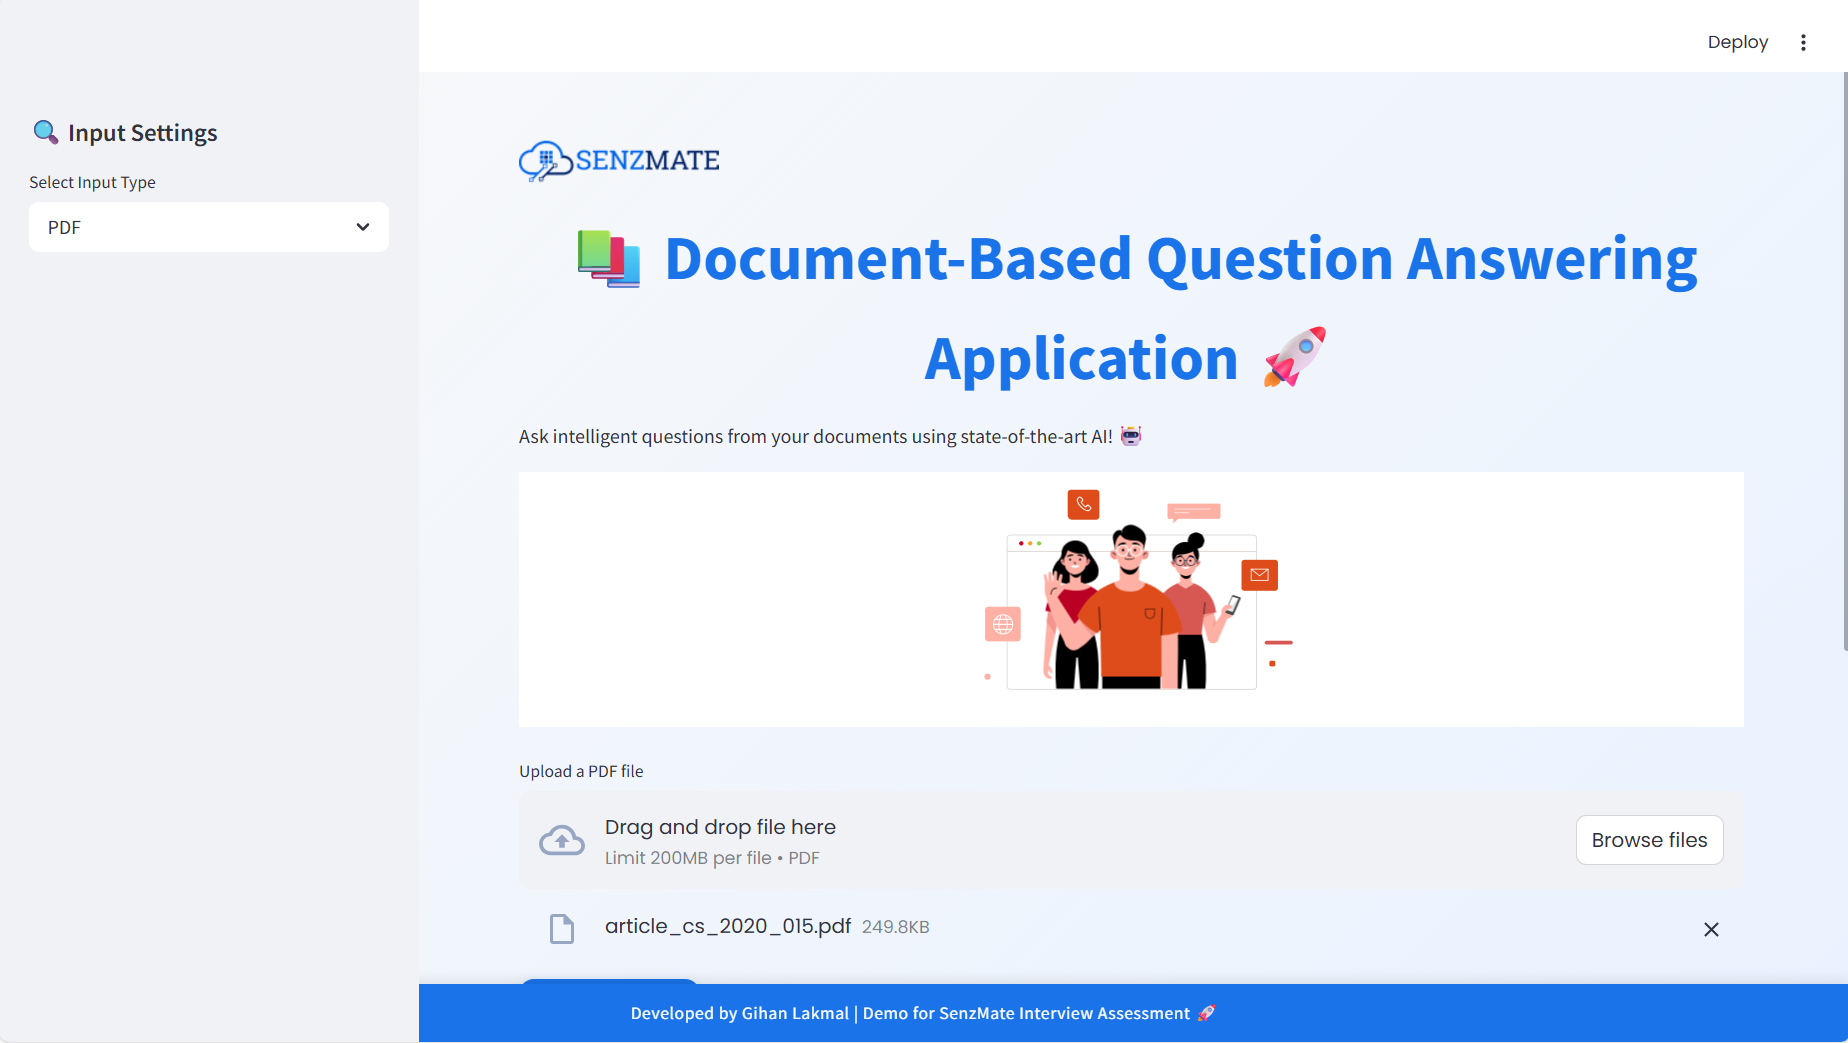 Deploy
Input Settings
Select Input Type
PDF
SENZMATE
Document-Based Question Answering
Application
Ask intelligent questions from your documents using state-of-the-art AI!
Upload a PDF file
Drag and drop file here
Limit 200MB per file • PDF
Browse files
article_cs_2020_015.pdf 249.8KB
Developed by Gihan Lakmal | Demo for SenzMate Interview Assessment